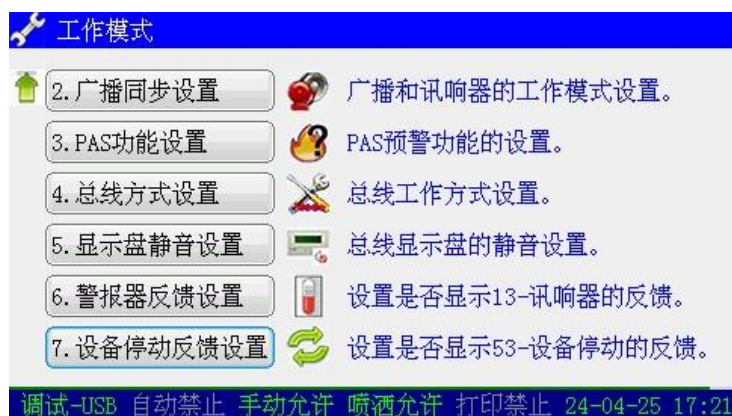 工作模式
2.广播同步设置 广播和讯响器的工作模式设置。
3.PAS功能设置 PAS预警功能的设置。
4.总线方式设置 总线工作方式设置。
5.显示盘静音设置 总线显示盘的静音设置。
6.警报器反馈设置 设置是否显示13-讯响器的反馈。
7.设备停动反馈设置 设置是否显示53-设备停动的反馈。
调试-USB 自动禁止 手动允许 喷洒允许 打印禁止 24-04-25 17:21